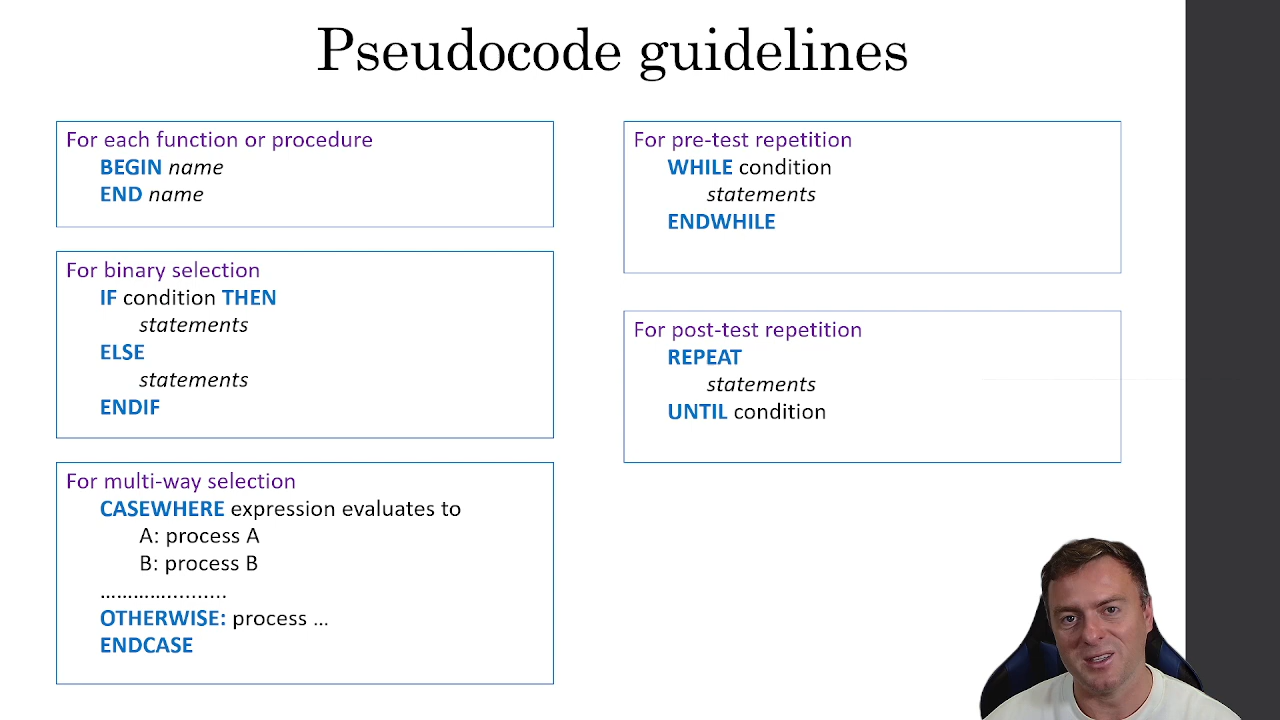 Pseudocode guidelines
For each function or procedure
BEGIN name
END name
For binary selection
IF condition THEN
statements
ELSE
statements
ENDIF
For multi-way selection
CASEWHERE expression evaluates to
A: process A
B: process B
......................
OTHERWISE: process ...
ENDCASE
For pre-test repetition
WHILE condition
statements
ENDWHILE
For post-test repetition
REPEAT
statements
UNTIL condition